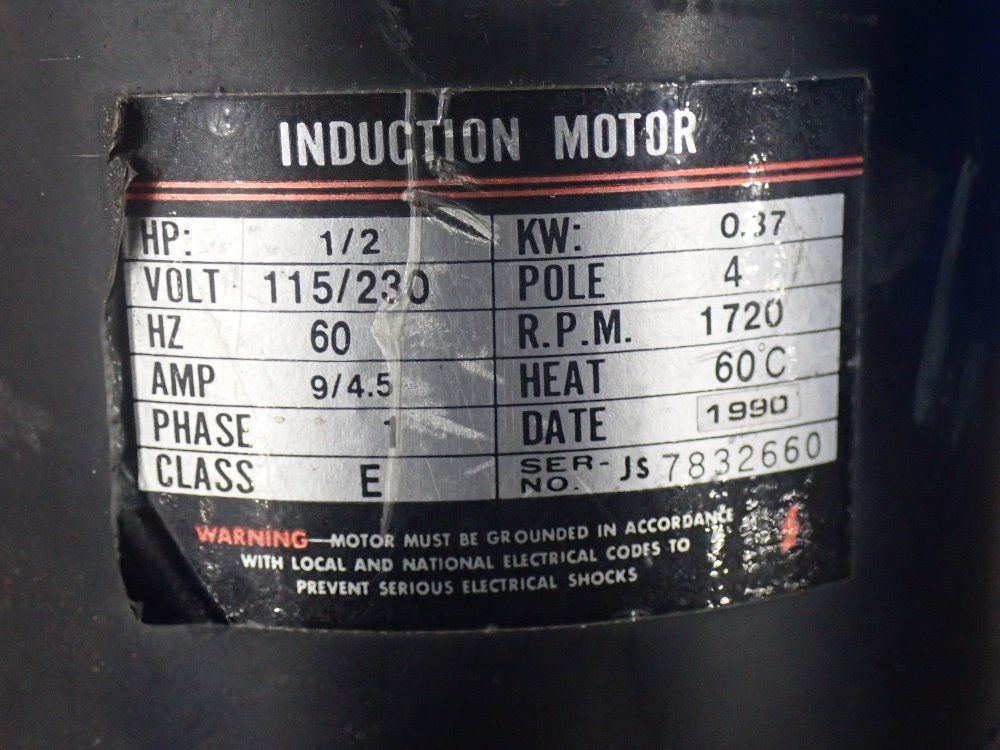 INDUCTION MOTOR
HP: 1/2 KW: 0.37
VOLT 115/230 POLE 4
HZ 60 R.P.M. 1720
AMP 9/4.5 HEAT 60°C
PHASE 1 DATE 1990
CLASS E SER-NO. JS 7832660
WARNING—MOTOR MUST BE GROUNDED IN ACCORDANCE
WITH LOCAL AND NATIONAL ELECTRICAL CODES TO
PREVENT SERIOUS ELECTRICAL SHOCKS